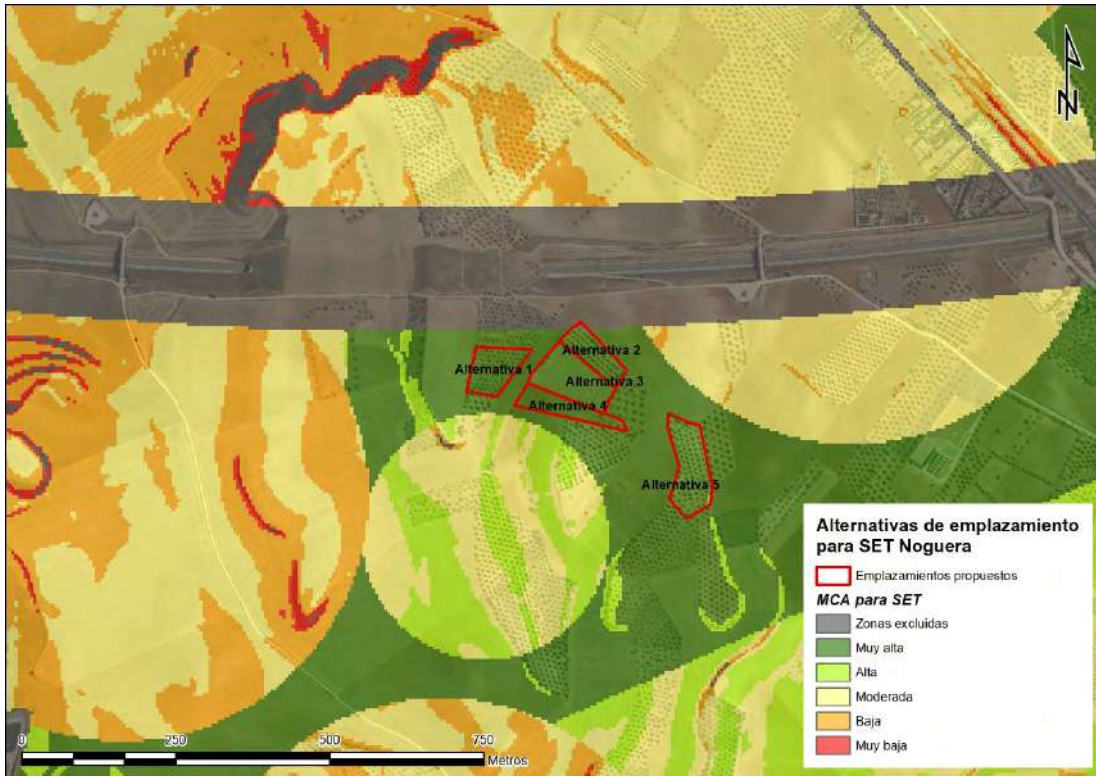 N
Alternativa 1
Alternativa 2
Alternativa 3
Alternativa 4
Alternativa 5
Alternativas de emplazamiento
para SET Noguera
Emplazamientos propuestos
MCA para SET
Zonas excluidas
Muy alta
Alta
Moderada
Baja
Muy baja
0 250 500 750
Metros